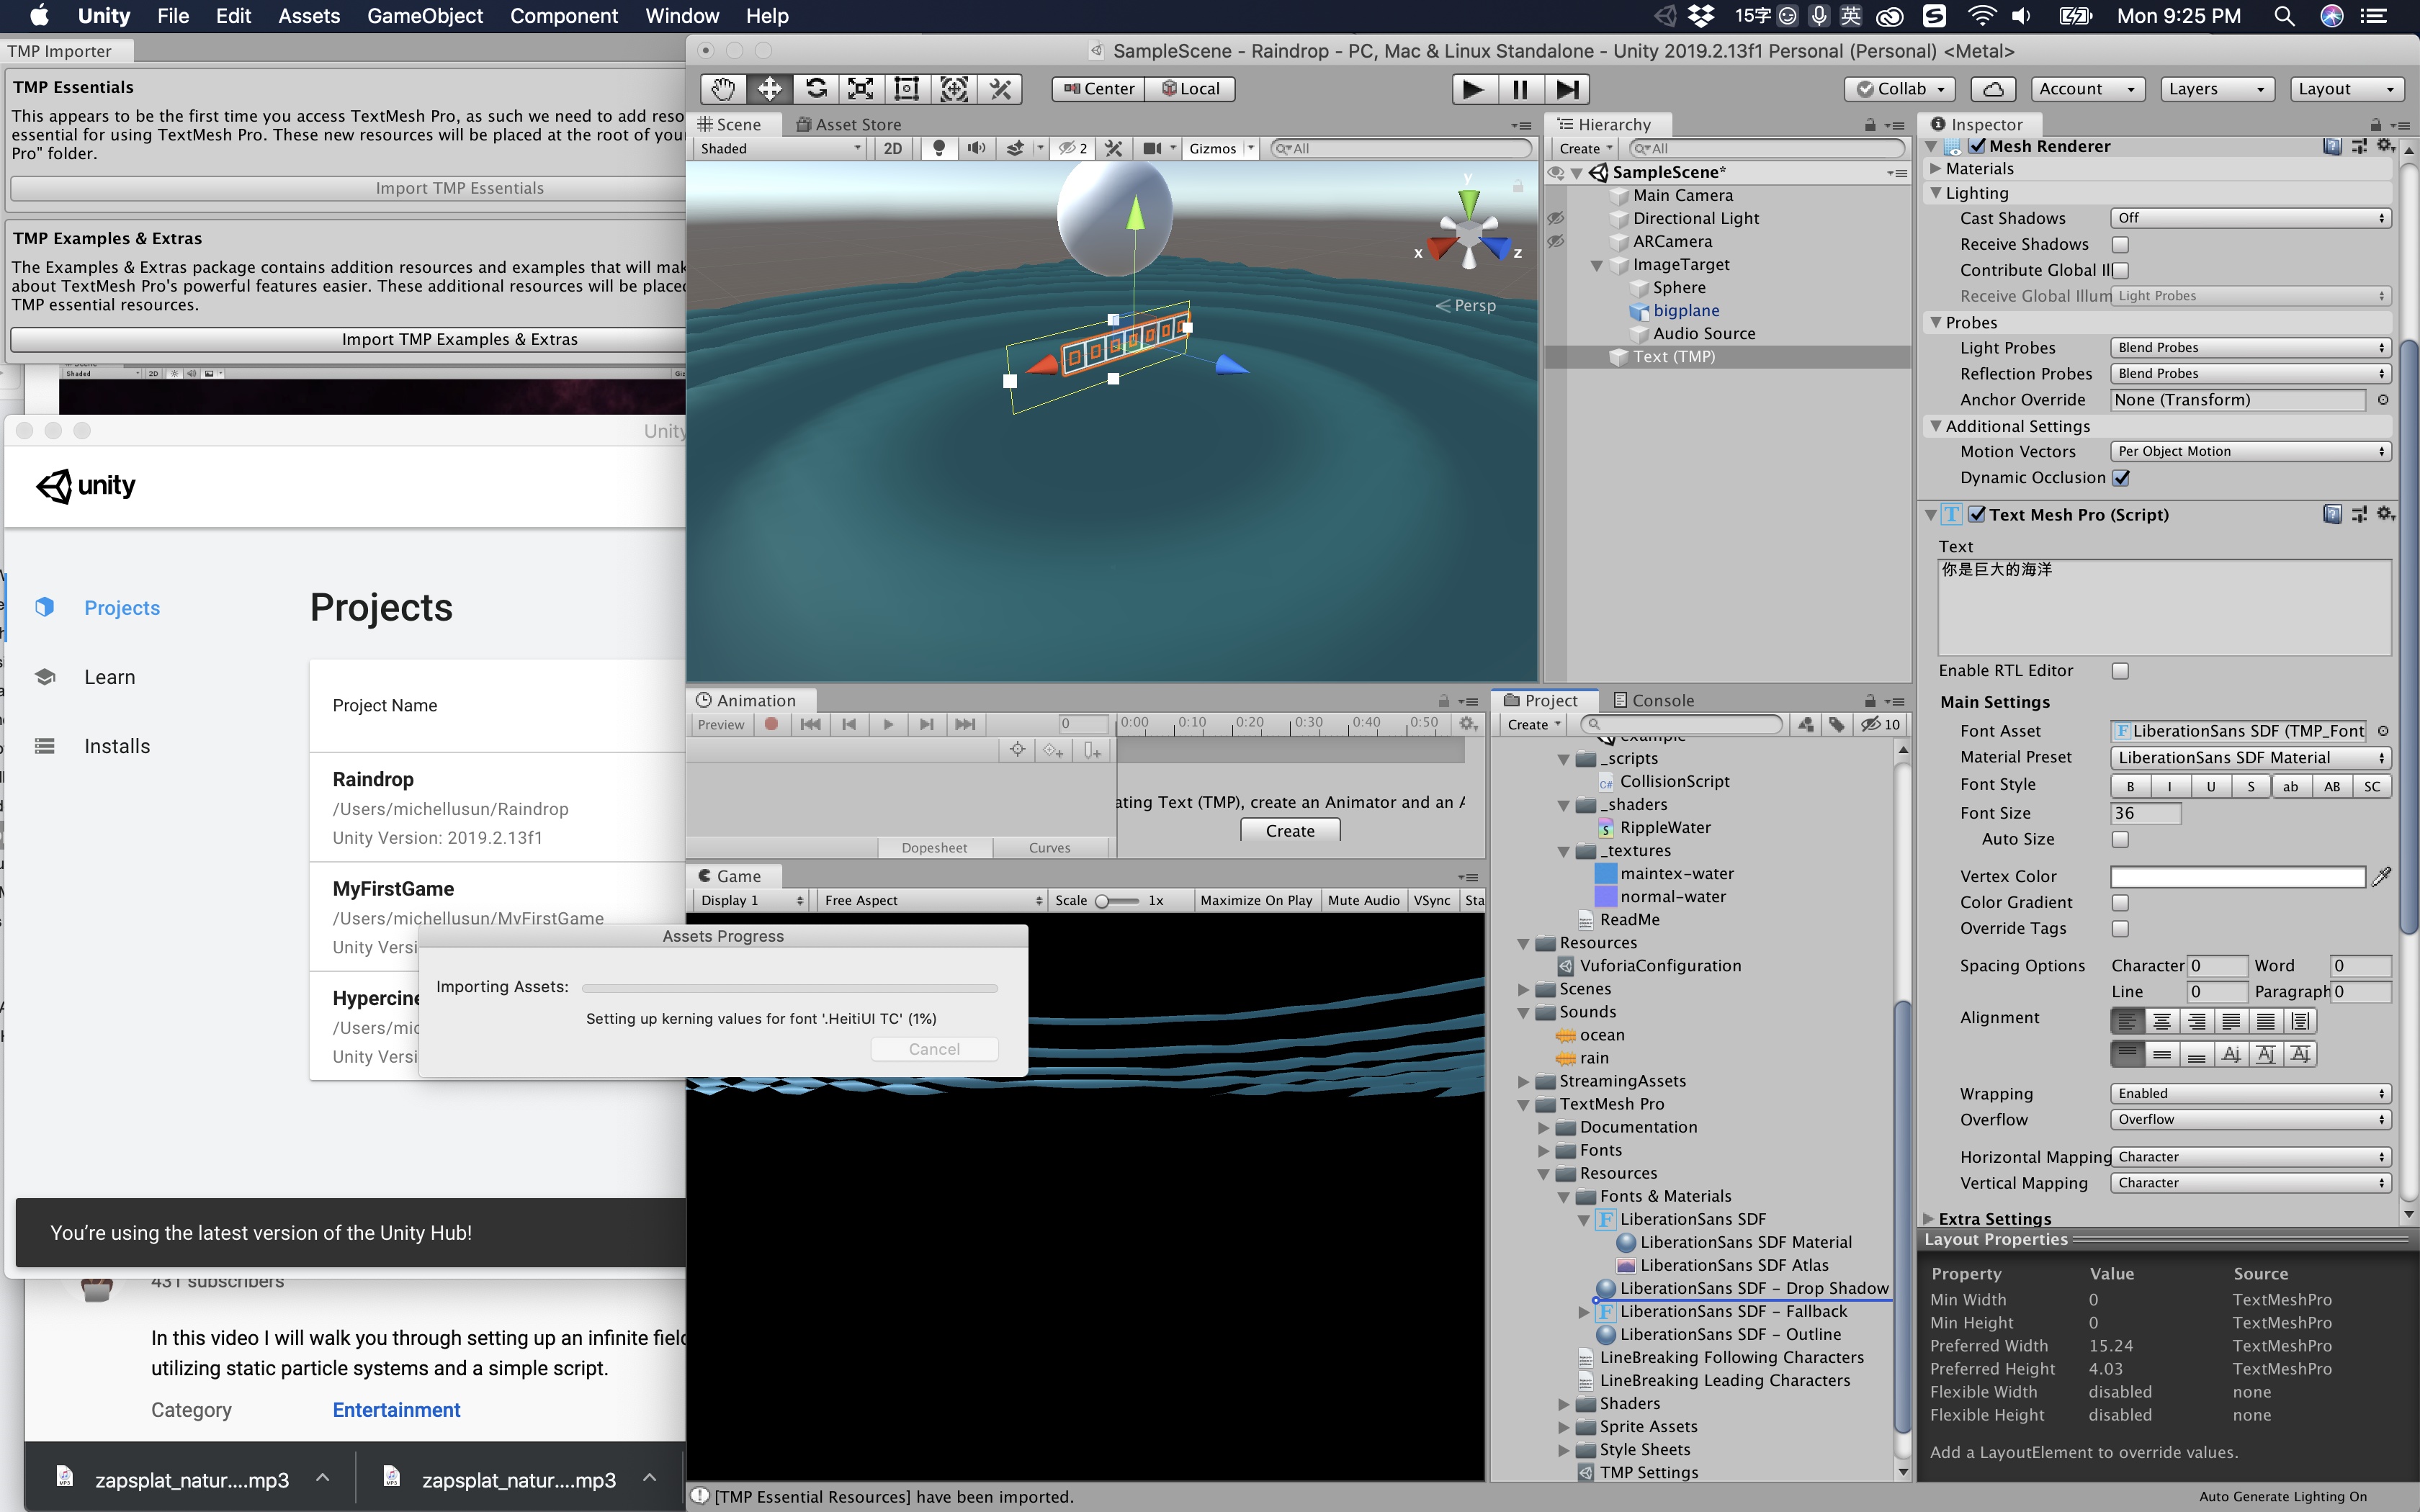 Unity File Edit Assets GameObject Component Window Help
15字 英 Mon 9:25 PM
TMP Importer
TMP Essentials
This appears to be the first time you access TextMesh Pro, as such we need to add reso
essential for using TextMesh Pro. These new resources will be placed at the root of you
Pro" folder.
Import TMP Essentials
TMP Examples & Extras
The Examples & Extras package contains addition resources and examples that will mak
about TextMesh Pro's powerful features easier. These additional resources will be place
TMP essential resources.
Import TMP Examples & Extras
Shaded 2D
Unity
unity
Projects
Learn
Installs
Projects
Project Name
Raindrop
/Users/michellusun/Raindrop
Unity Version: 2019.2.13f1
MyFirstGame
/Users/michellusun/MyFirstGame
Unity Versi
Hypercine
/Users/mic
Unity Versi
Assets Progress
Importing Assets:
Setting up kerning values for font '.HeitiUI TC' (1%)
Cancel
You're using the latest version of the Unity Hub!
431 subscribers
In this video I will walk you through setting up an infinite field
utilizing static particle systems and a simple script.
Category Entertainment
zapsplat_natur....mp3 zapsplat_natur....mp3
SampleScene - Raindrop - PC, Mac & Linux Standalone - Unity 2019.2.13f1 Personal (Personal) <Metal>
Center Local
Collab Account Layers Layout
Scene Asset Store
Shaded 2D 2 Gizmos All
y
x z
Persp
Animation
Preview 0 0:00 0:10 0:20 0:30 0:40 0:50
ating Text (TMP), create an Animator and an A
Create
Dopesheet Curves
Game
Display 1 Free Aspect Scale 1x Maximize On Play Mute Audio VSync Sta
[TMP Essential Resources] have been imported.
Hierarchy
Create All
SampleScene*
Main Camera
Directional Light
ARCamera
ImageTarget
Sphere
bigplane
Audio Source
Text (TMP)
Project Console
Create 10
example
_scripts
CollisionScript
_shaders
RippleWater
_textures
maintex-water
normal-water
ReadMe
Resources
VuforiaConfiguration
Scenes
Sounds
ocean
rain
StreamingAssets
TextMesh Pro
Documentation
Fonts
Resources
Fonts & Materials
LiberationSans SDF
LiberationSans SDF Material
LiberationSans SDF Atlas
LiberationSans SDF - Drop Shadow
LiberationSans SDF - Fallback
LiberationSans SDF - Outline
LineBreaking Following Characters
LineBreaking Leading Characters
Shaders
Sprite Assets
Style Sheets
TMP Settings
Inspector
Mesh Renderer
Materials
Lighting
Cast Shadows Off
Receive Shadows
Contribute Global Ill
Receive Global Illum Light Probes
Probes
Light Probes Blend Probes
Reflection Probes Blend Probes
Anchor Override None (Transform)
Additional Settings
Motion Vectors Per Object Motion
Dynamic Occlusion
Text Mesh Pro (Script)
Text
你是巨大的海洋
Enable RTL Editor
Main Settings
Font Asset LiberationSans SDF (TMP_Font
Material Preset LiberationSans SDF Material
Font Style B I U S ab AB SC
Font Size 36
Auto Size
Vertex Color
Color Gradient
Override Tags
Spacing Options Character 0 Word 0
Line 0 Paragraph 0
Alignment
Wrapping Enabled
Overflow Overflow
Horizontal Mapping Character
Vertical Mapping Character
Extra Settings
Layout Properties
Property Value Source
Min Width 0 TextMeshPro
Min Height 0 TextMeshPro
Preferred Width 15.24 TextMeshPro
Preferred Height 4.03 TextMeshPro
Flexible Width disabled none
Flexible Height disabled none
Add a LayoutElement to override values.
Auto Generate Lighting On